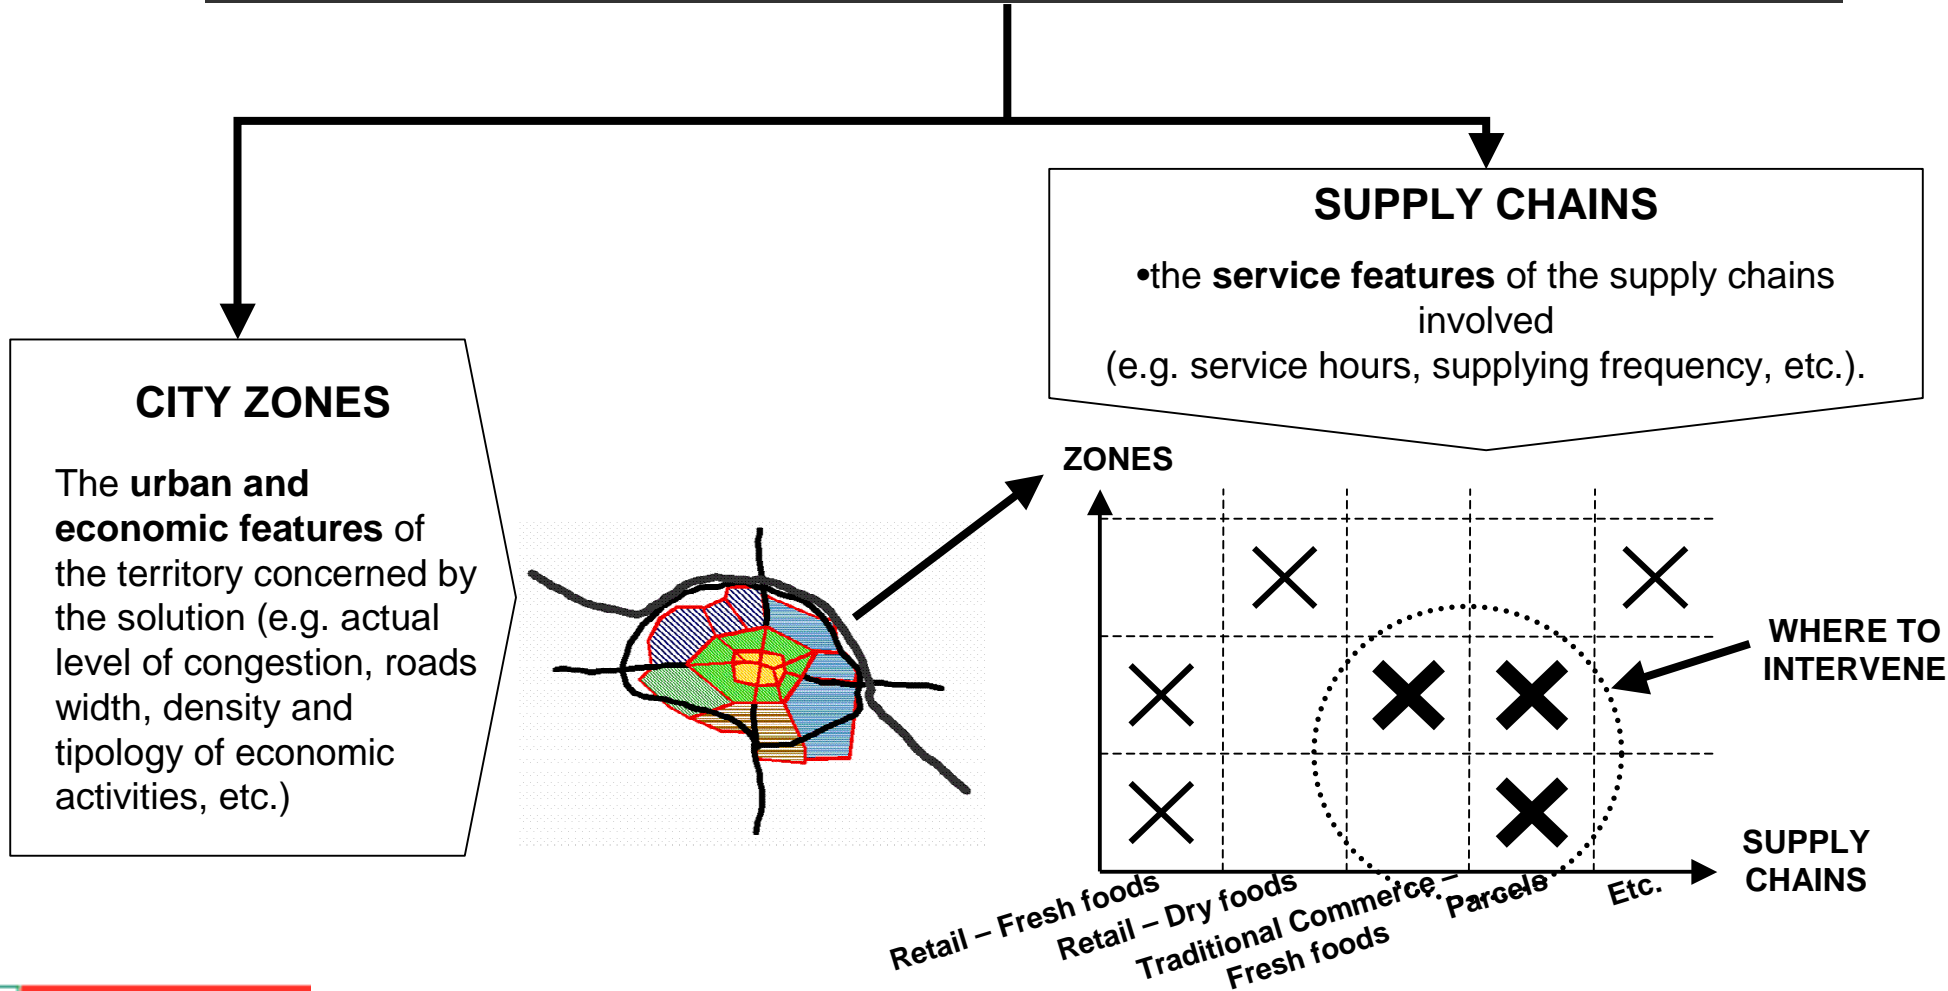 SUPPLY CHAINS
•the service features of the supply chains
involved
(e.g. service hours, supplying frequency, etc.).
CITY ZONES
The urban and
economic features of
the territory concerned by
the solution (e.g. actual
level of congestion, roads
width, density and
tipology of economic
activities, etc.)
ZONES
WHERE TO
INTERVENE
SUPPLY
CHAINS
Retail – Fresh foods
Retail – Dry foods
Traditional Commerce –
Fresh foods
Parcels
Etc.